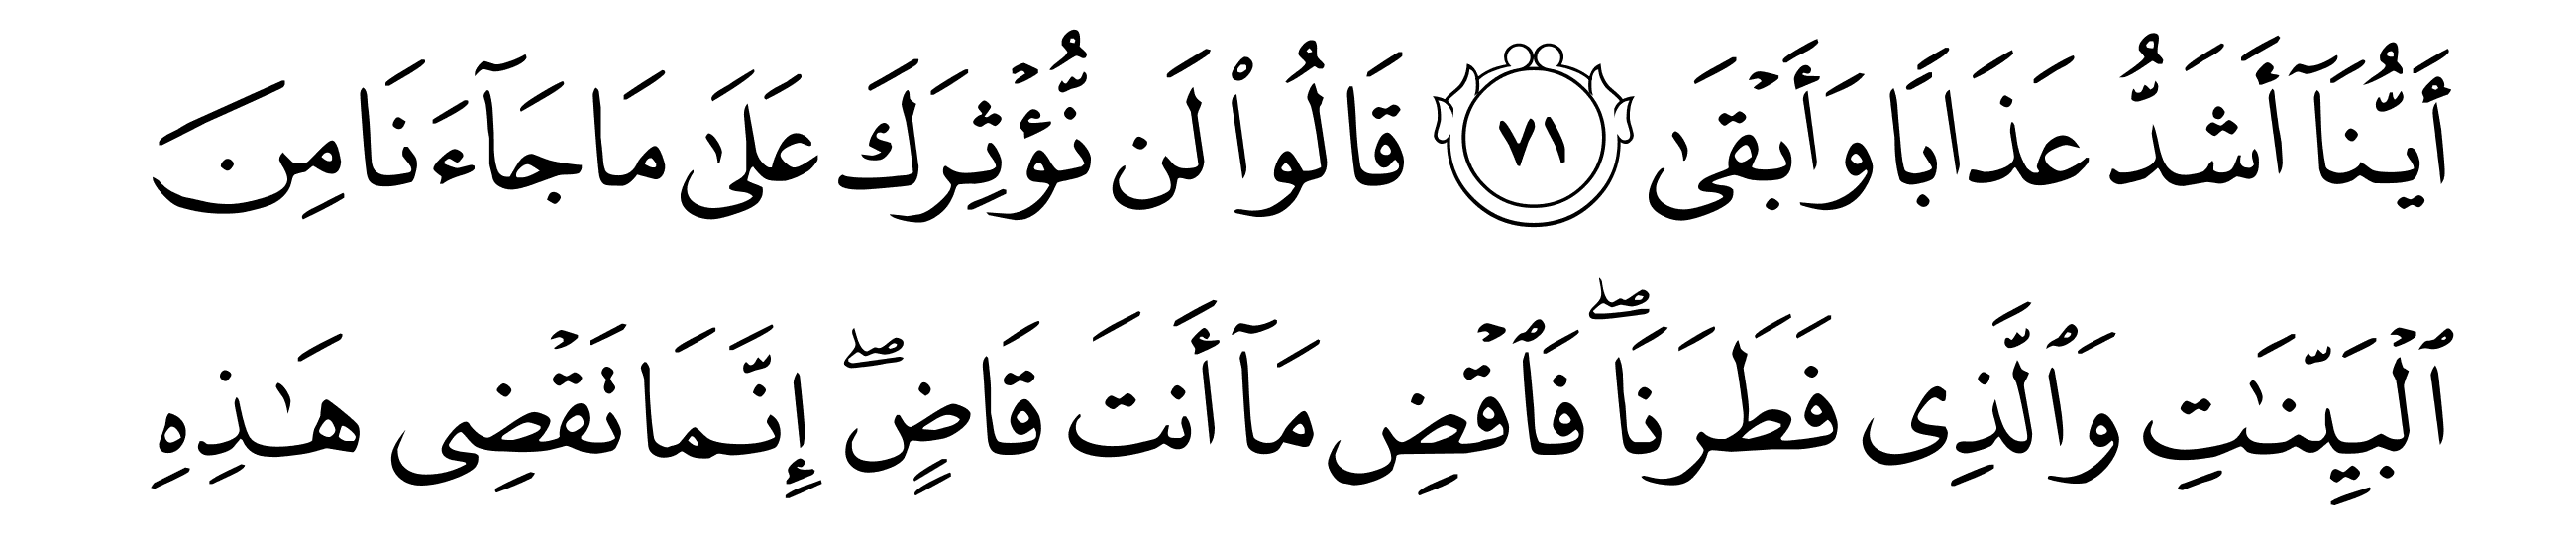 أَيُّنَآ أَشَدُّ عَذَابًا وَأَبۡقَىٰ ٧١ قَالُواْ لَن نُّؤۡثِرَكَ عَلَىٰ مَا جَآءَنَا مِنَ
ٱلۡبَيِّنَٰتِ وَٱلَّذِي فَطَرَنَاۖ فَٱقۡضِ مَآ أَنتَ قَاضٍۖ إِنَّمَا تَقۡضِي هَٰذِهِ